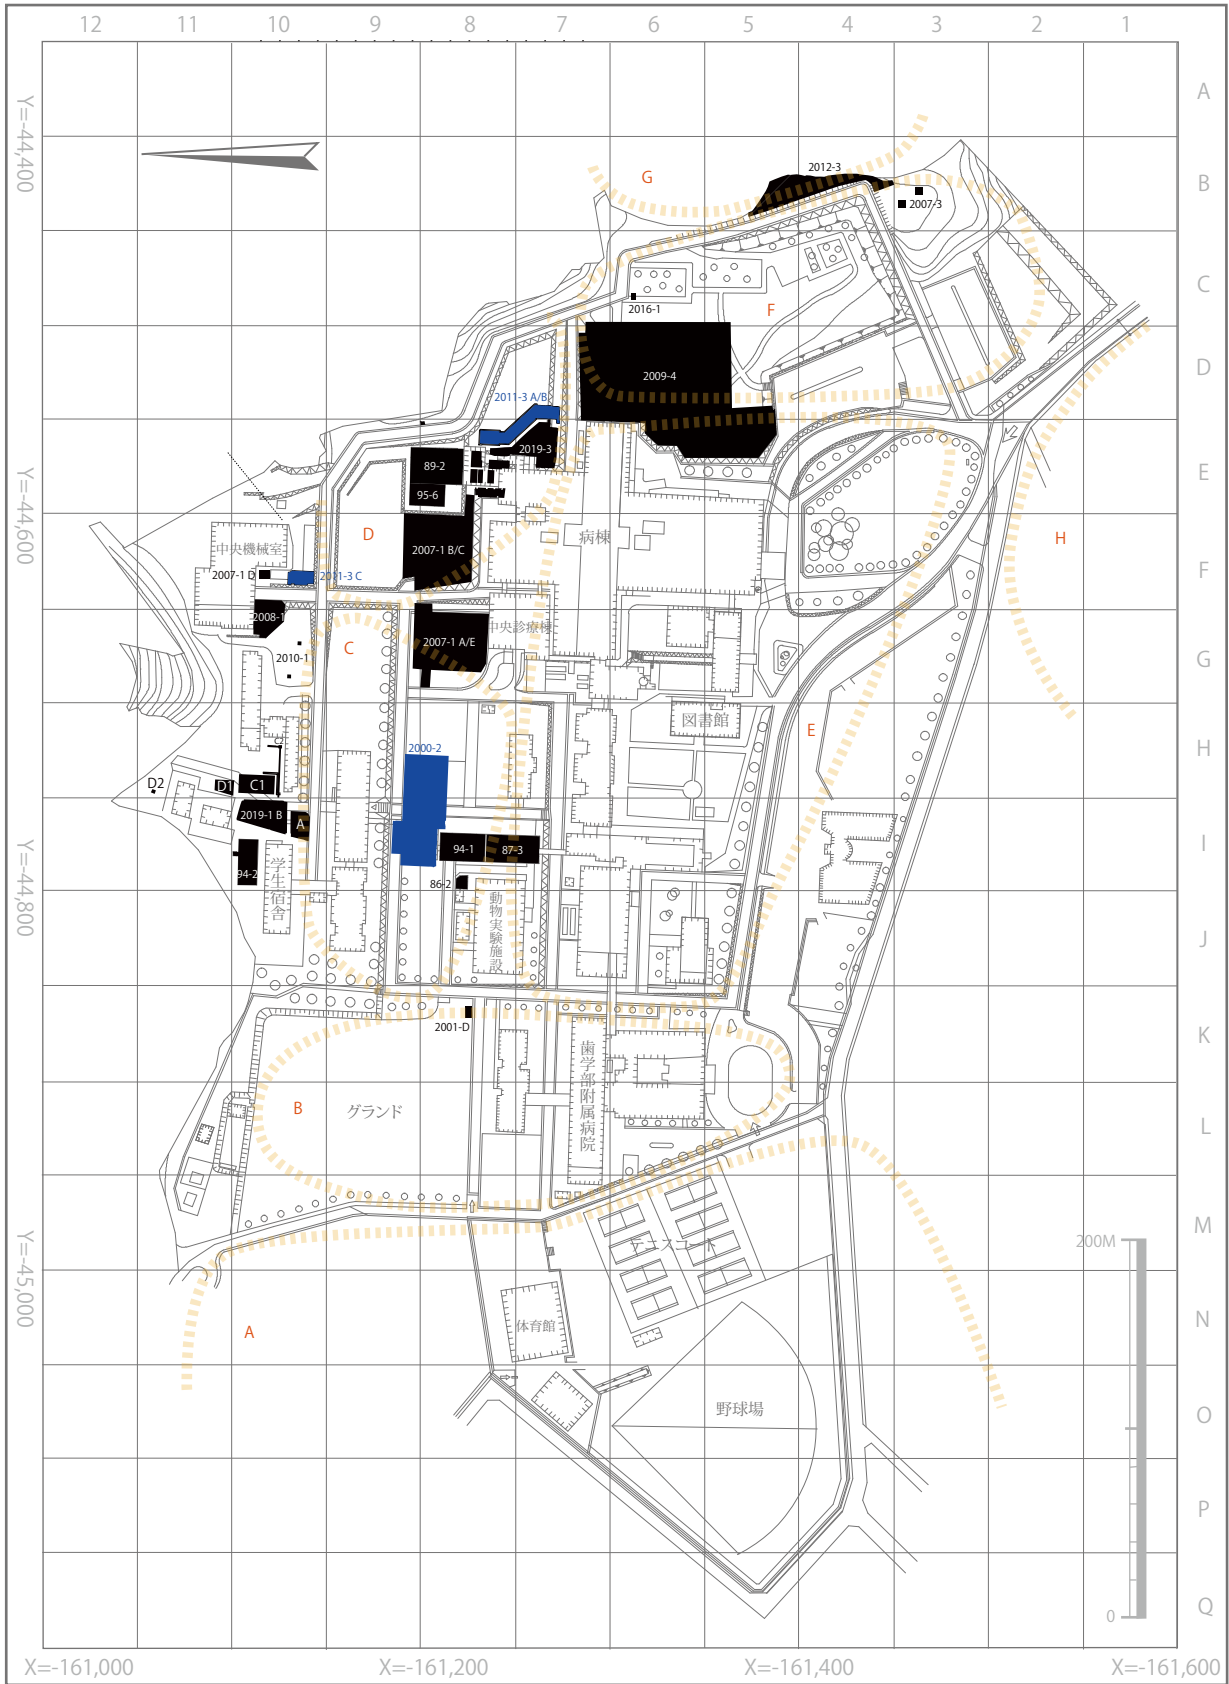 12 11 10 9 8 7 6 5 4 3 2 1
A
Y=-44,400
2012-3
G
B
2007-3
2016-1
F
C
2009-4
D
2011-3 A/B
2019-3
89-2
95-6
E
Y=-44,600
D
中央機械室
2007-1 B/C
病棟
H
2007-1 D
2011-3 C
F
2008-1
2007-1 A/E
中央診療棟
C
2010-1
G
図書館
E
2000-2
H
C2
D2
D1
C1
2019-1 B
A
94-1
87-3
I
94-2
学生宿舎
86-2
動物実験施設
Y=-44,800
J
2001-D
K
歯学部附属病院
B
グランド
L
M
テニスコート
200M
Y=-45,000
体育館
A
N
野球場
O
P
0
Q
X=-161,000 X=-161,200 X=-161,400 X=-161,600